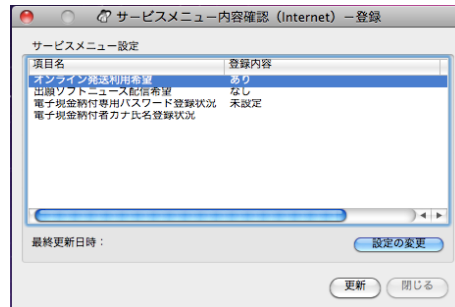 サービスメニュー内容確認（Internet）－登録
サービスメニュー設定
項目名 登録内容
オンライン発送利用希望 あり
出願ソフトニュース配信希望 なし
電子現金納付専用パスワード登録状況 未設定
電子現金納付者カナ氏名登録状況
最終更新日時：
設定の変更
更新 閉じる